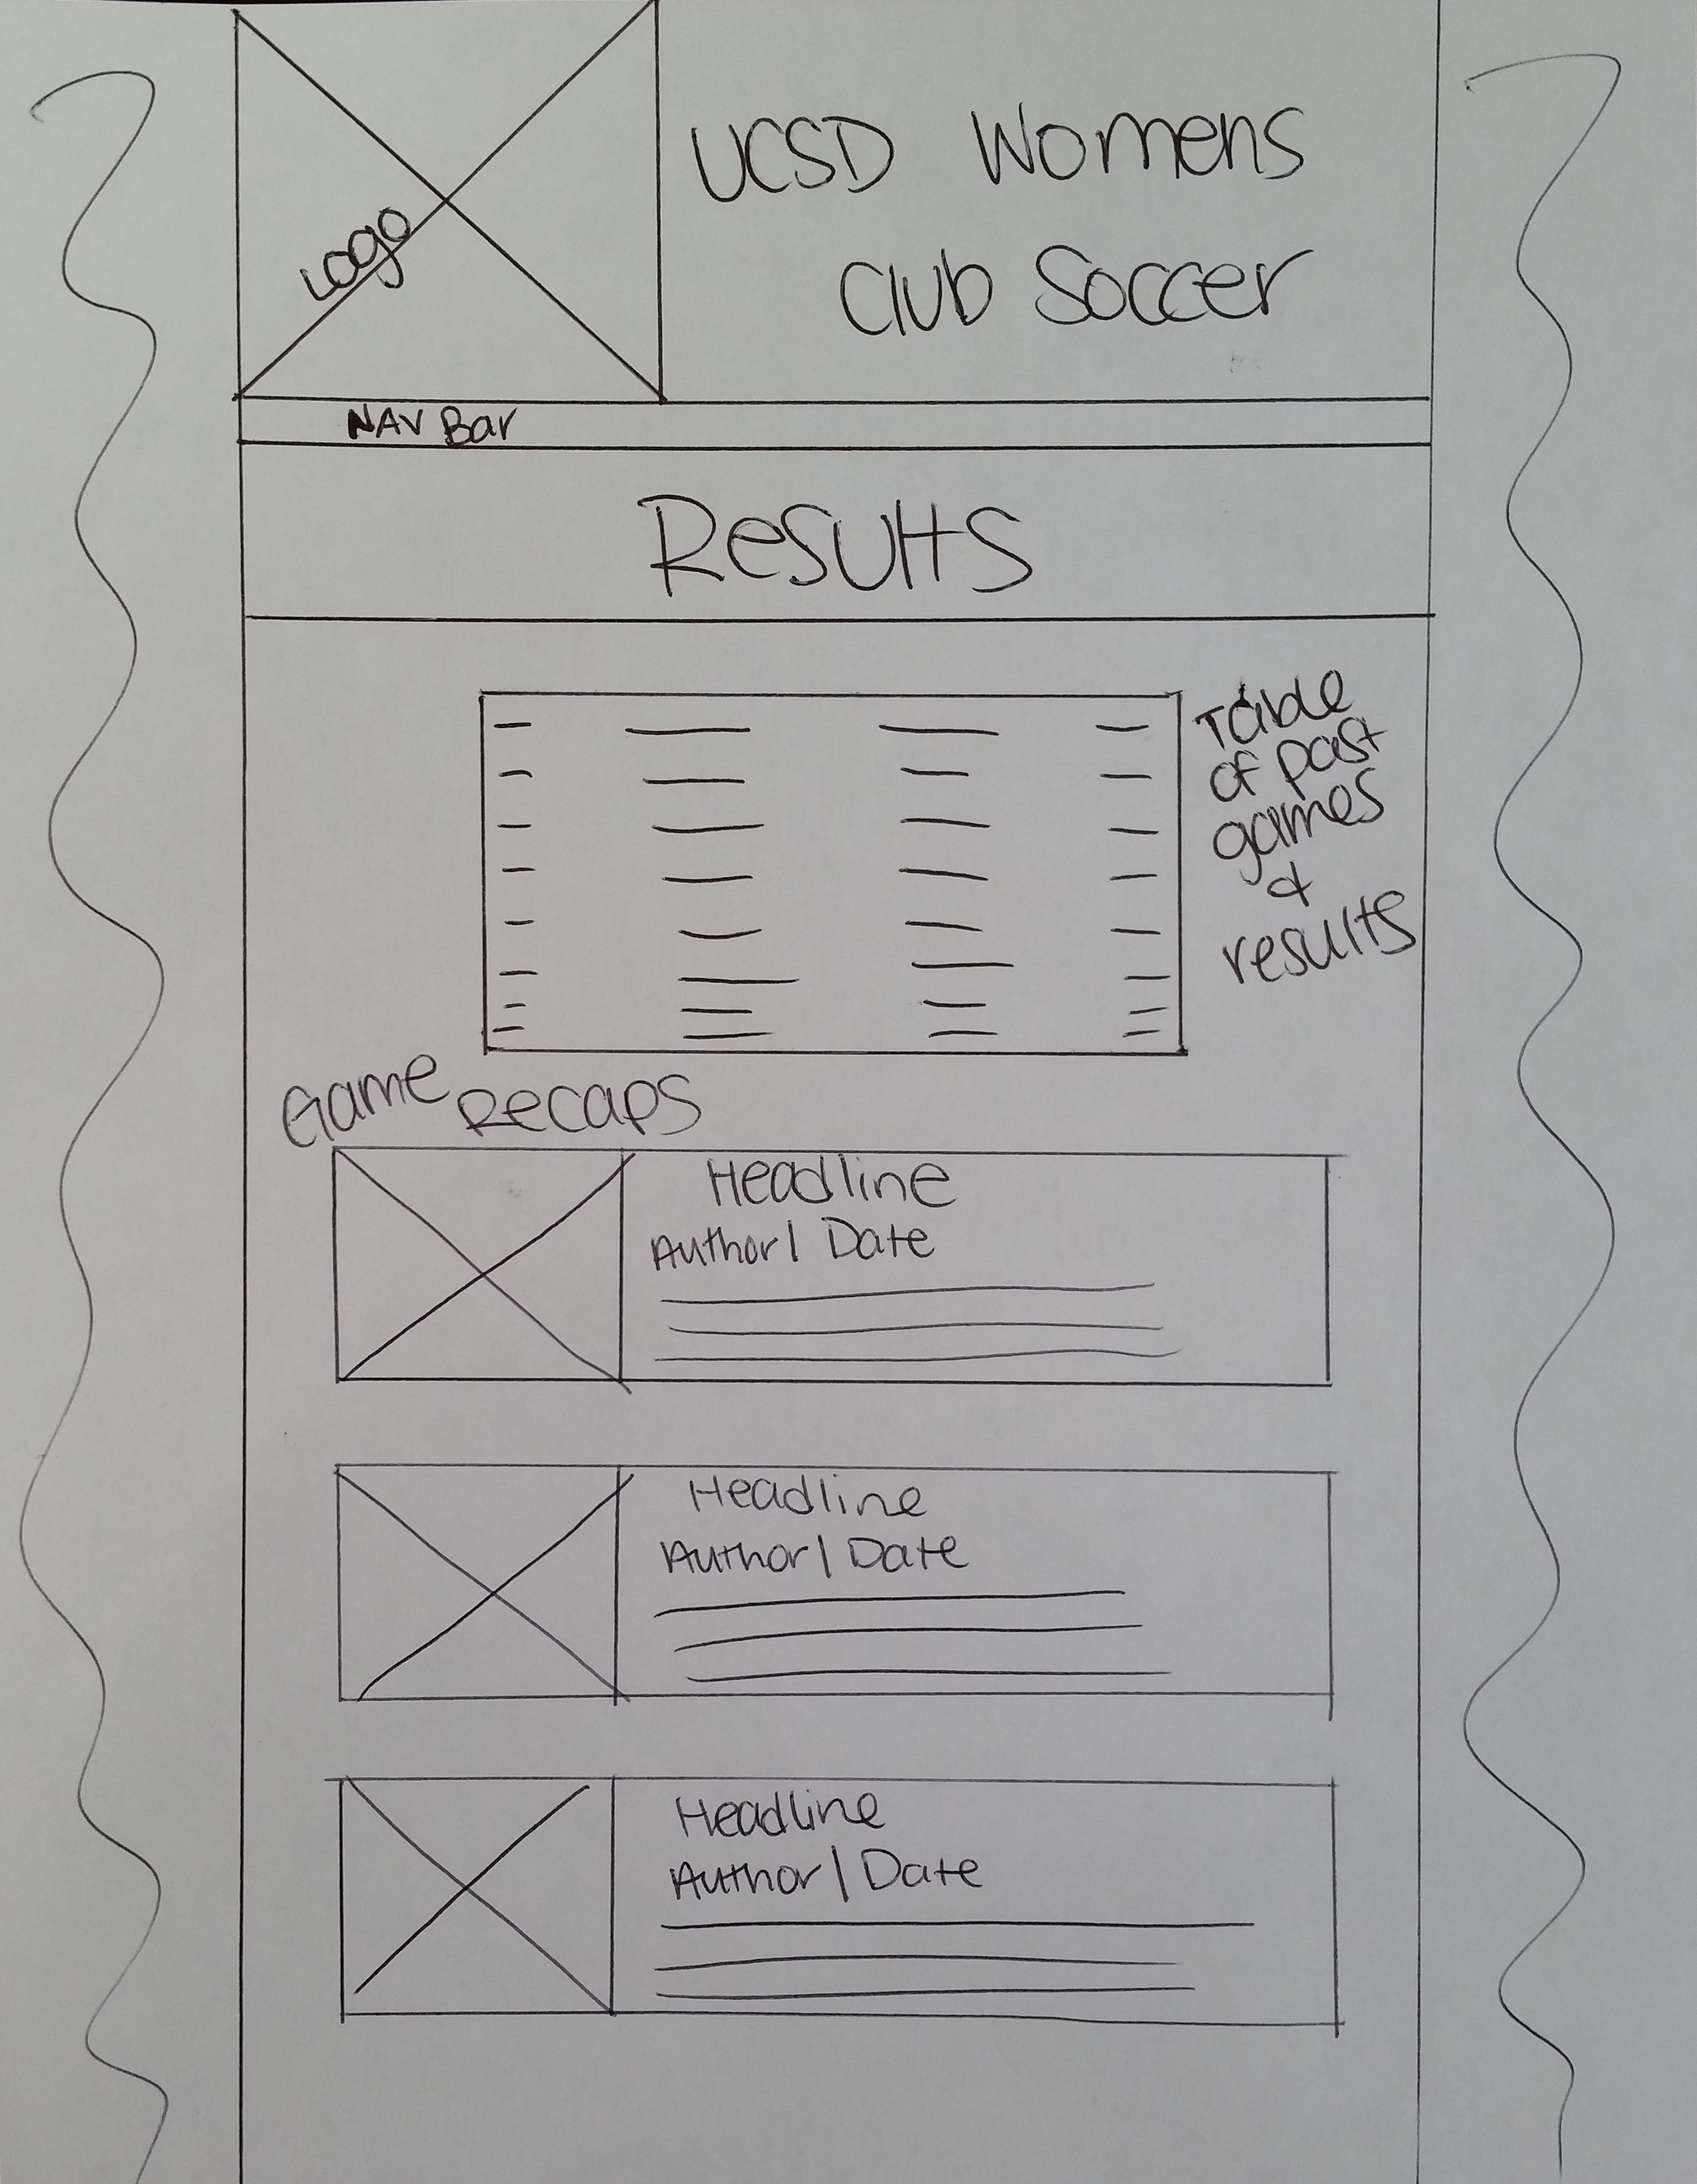 UCSD Womens
Club Soccer
Logo
NAV Bar
Results
Table
of past
games
&
results
Game Recaps
Headline
Author | Date
Headline
Author | Date
Headline
Author | Date